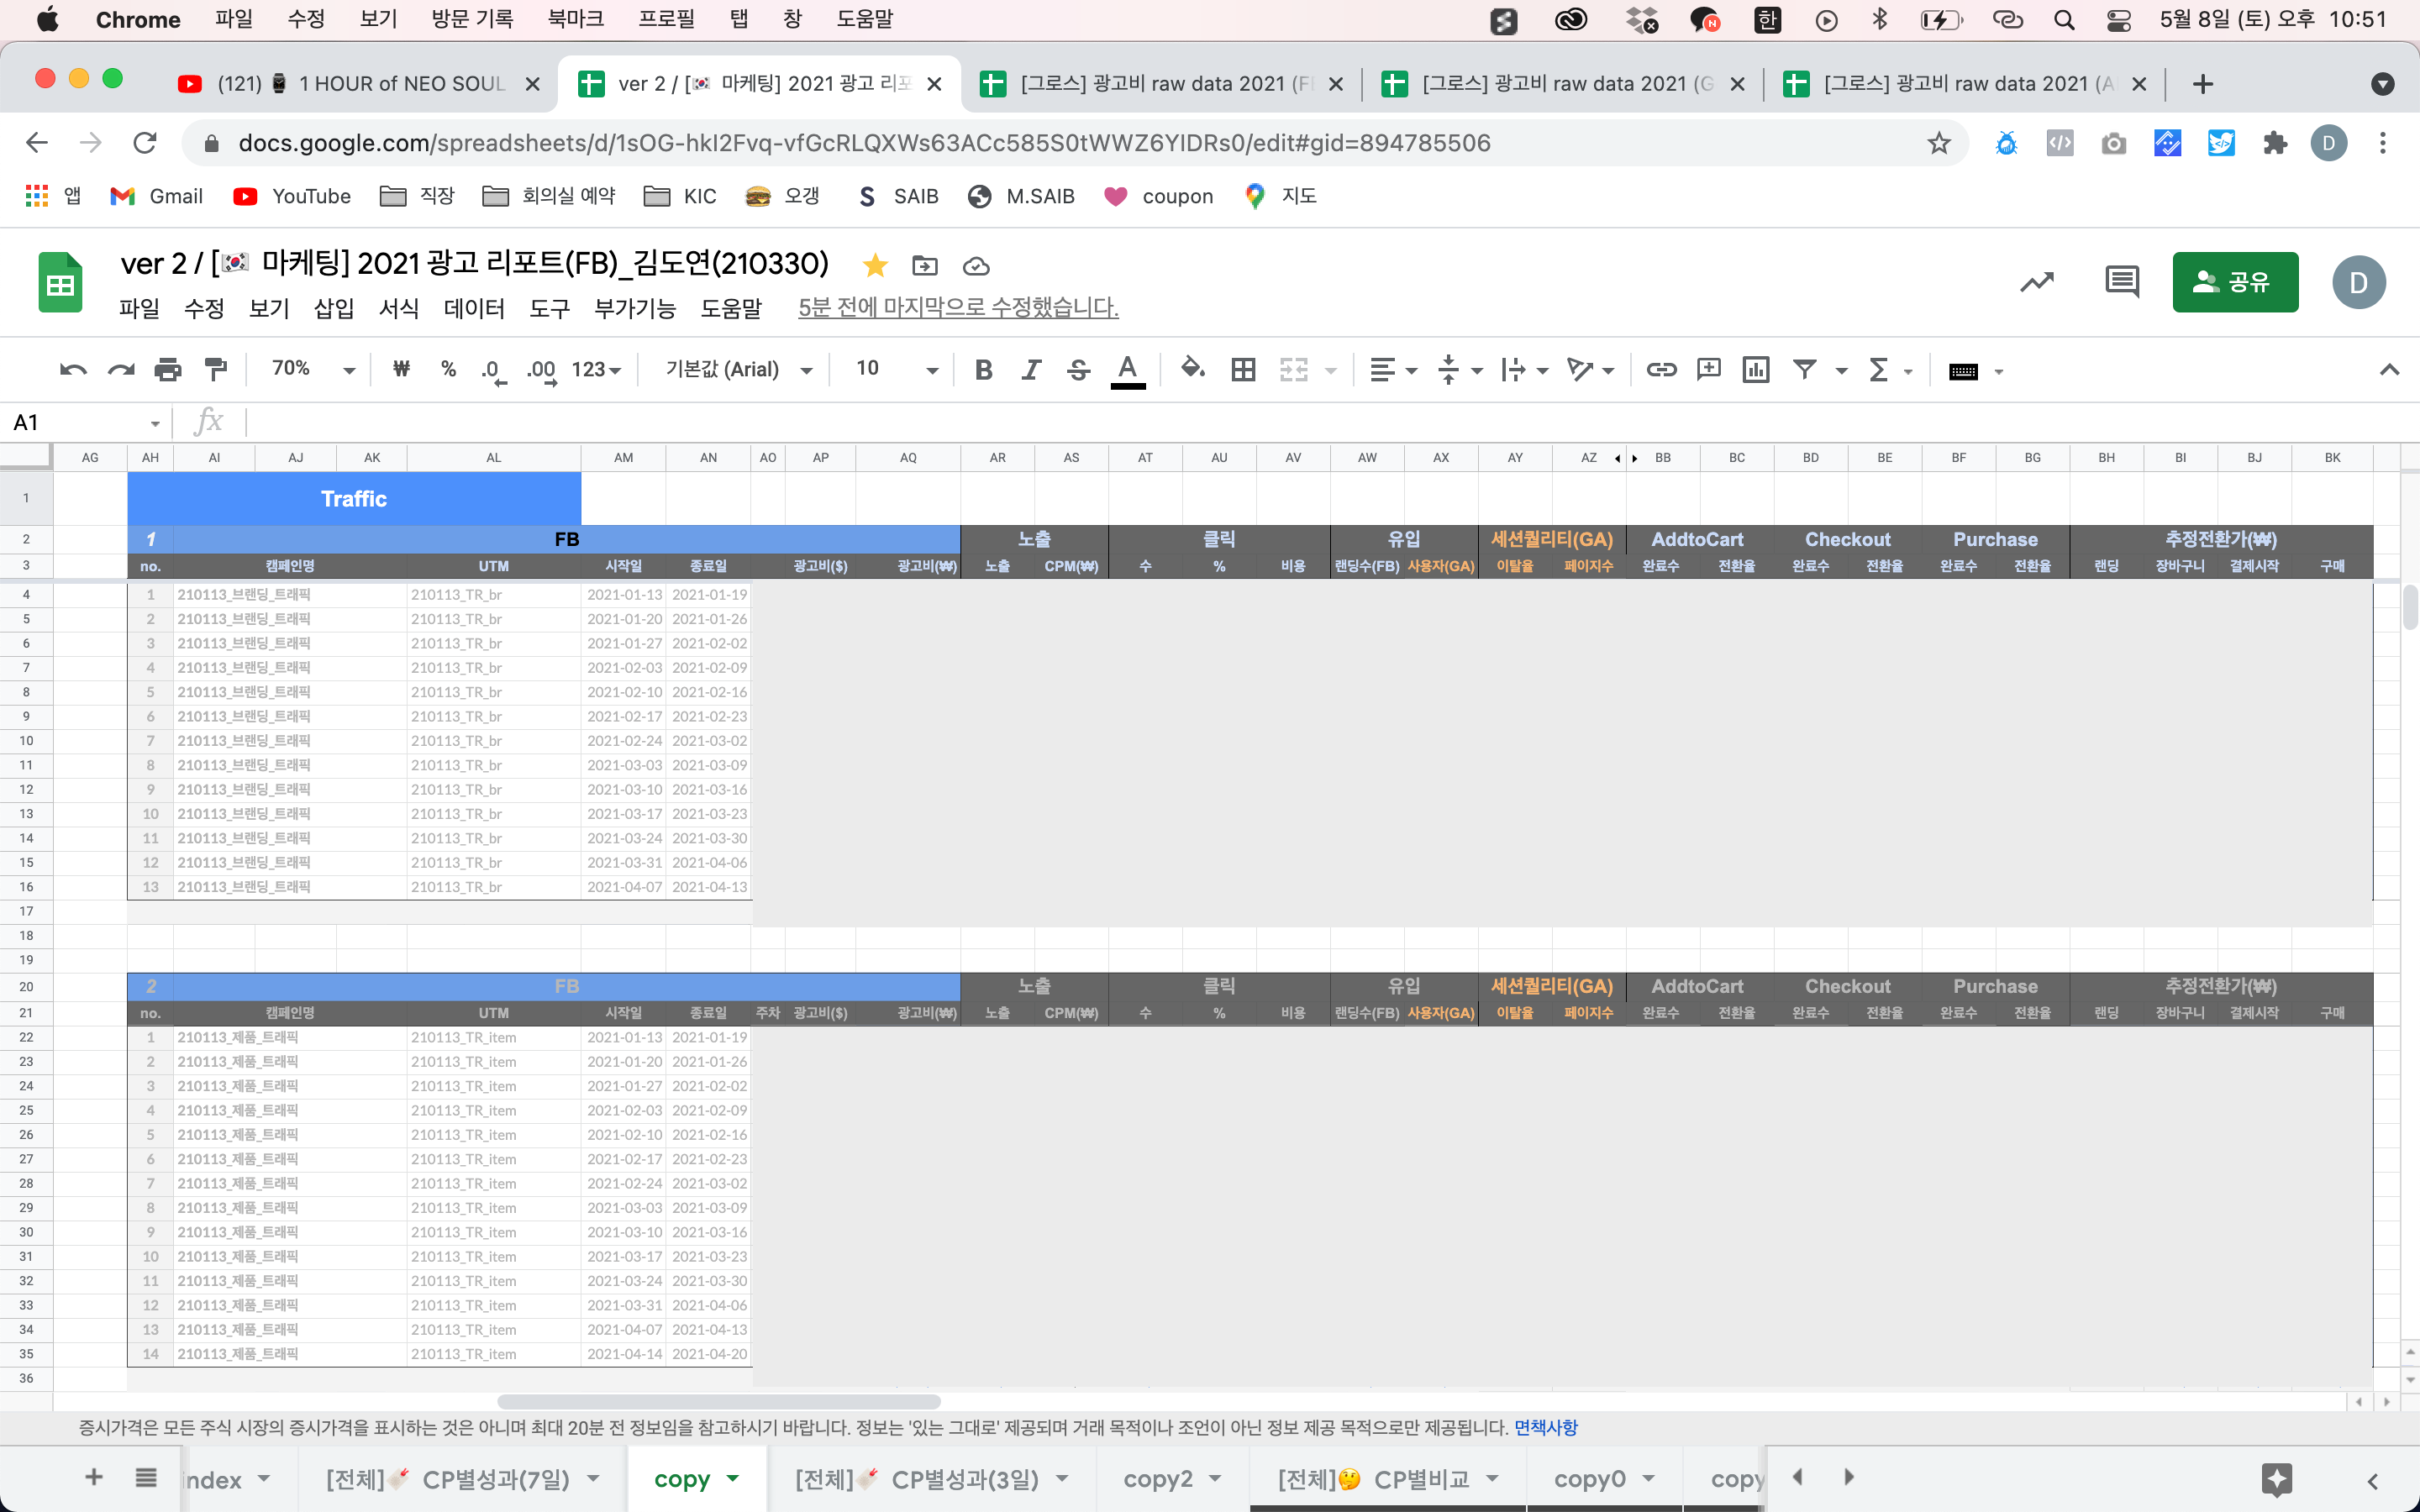 Chrome 파일 수정 보기 방문 기록 북마크 프로필 탭 창 도움말 한 5월 8일 (토) 오후 10:51
(121) 1 HOUR of NEO SOUL
ver 2 / [🇰🇷 마케팅] 2021 광고 리포
[그로스] 광고비 raw data 2021 (F
[그로스] 광고비 raw data 2021 (G
[그로스] 광고비 raw data 2021 (A
docs.google.com/spreadsheets/d/1sOG-hkI2Fvq-vfGcRLQXWs63ACc585S0tWWZ6YIDRs0/edit#gid=894785506
D
앱 Gmail YouTube 직장 회의실 예약 KIC 오갱 SAIB M.SAIB coupon 지도
ver 2 / [🇰🇷 마케팅] 2021 광고 리포트(FB)_김도연(210330)
공유 D
파일 수정 보기 삽입 서식 데이터 도구 부가기능 도움말 5분 전에 마지막으로 수정했습니다.
70% ₩ % .0 .00 123 기본값 (Arial) 10 B I S A Σ
A1 fx
AG AH AI AJ AK AL AM AN AO AP AQ AR AS AT AU AV AW AX AY AZ BB BC BD BE BF BG BH BI BJ BK
1 Traffic
2 1 FB 노출 클릭 유입 세션퀄리티(GA) AddtoCart Checkout Purchase 추정전환가(₩)
3 no. 캠페인명 UTM 시작일 종료일 광고비($) 광고비(₩) 노출 CPM(₩) 수 % 비용 랜딩수(FB) 사용자(GA) 이탈율 페이지수 완료수 전환율 완료수 전환율 완료수 전환율 랜딩 장바구니 결제시작 구매
4 1 210113_브랜딩_트래픽 210113_TR_br 2021-01-13 2021-01-19
5 2 210113_브랜딩_트래픽 210113_TR_br 2021-01-20 2021-01-26
6 3 210113_브랜딩_트래픽 210113_TR_br 2021-01-27 2021-02-02
7 4 210113_브랜딩_트래픽 210113_TR_br 2021-02-03 2021-02-09
8 5 210113_브랜딩_트래픽 210113_TR_br 2021-02-10 2021-02-16
9 6 210113_브랜딩_트래픽 210113_TR_br 2021-02-17 2021-02-23
10 7 210113_브랜딩_트래픽 210113_TR_br 2021-02-24 2021-03-02
11 8 210113_브랜딩_트래픽 210113_TR_br 2021-03-03 2021-03-09
12 9 210113_브랜딩_트래픽 210113_TR_br 2021-03-10 2021-03-16
13 10 210113_브랜딩_트래픽 210113_TR_br 2021-03-17 2021-03-23
14 11 210113_브랜딩_트래픽 210113_TR_br 2021-03-24 2021-03-30
15 12 210113_브랜딩_트래픽 210113_TR_br 2021-03-31 2021-04-06
16 13 210113_브랜딩_트래픽 210113_TR_br 2021-04-07 2021-04-13
17
18
19
20 2 FB 노출 클릭 유입 세션퀄리티(GA) AddtoCart Checkout Purchase 추정전환가(₩)
21 no. 캠페인명 UTM 시작일 종료일 주차 광고비($) 광고비(₩) 노출 CPM(₩) 수 % 비용 랜딩수(FB) 사용자(GA) 이탈율 페이지수 완료수 전환율 완료수 전환율 완료수 전환율 랜딩 장바구니 결제시작 구매
22 1 210113_제품_트래픽 210113_TR_item 2021-01-13 2021-01-19
23 2 210113_제품_트래픽 210113_TR_item 2021-01-20 2021-01-26
24 3 210113_제품_트래픽 210113_TR_item 2021-01-27 2021-02-02
25 4 210113_제품_트래픽 210113_TR_item 2021-02-03 2021-02-09
26 5 210113_제품_트래픽 210113_TR_item 2021-02-10 2021-02-16
27 6 210113_제품_트래픽 210113_TR_item 2021-02-17 2021-02-23
28 7 210113_제품_트래픽 210113_TR_item 2021-02-24 2021-03-02
29 8 210113_제품_트래픽 210113_TR_item 2021-03-03 2021-03-09
30 9 210113_제품_트래픽 210113_TR_item 2021-03-10 2021-03-16
31 10 210113_제품_트래픽 210113_TR_item 2021-03-17 2021-03-23
32 11 210113_제품_트래픽 210113_TR_item 2021-03-24 2021-03-30
33 12 210113_제품_트래픽 210113_TR_item 2021-03-31 2021-04-06
34 13 210113_제품_트래픽 210113_TR_item 2021-04-07 2021-04-13
35 14 210113_제품_트래픽 210113_TR_item 2021-04-14 2021-04-20
36
증시가격은 모든 주식 시장의 증시가격을 표시하는 것은 아니며 최대 20분 전 정보임을 참고하시기 바랍니다. 정보는 '있는 그대로' 제공되며 거래 목적이나 조언이 아닌 정보 제공 목적으로만 제공됩니다. 면책사항
index [전체] CP별성과(7일) copy [전체] CP별성과(3일) copy2 [전체]🤔 CP별비교 copy0 copy